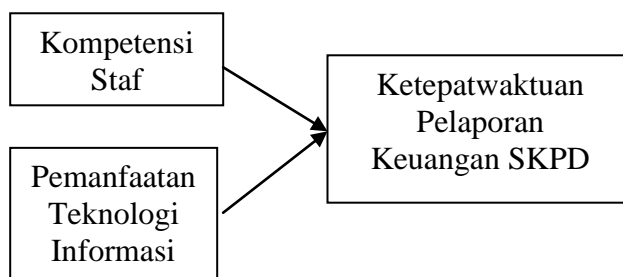 Kompetensi
Staf
Ketepatwaktuan
Pelaporan
Keuangan SKPD
Pemanfaatan
Teknologi
Informasi